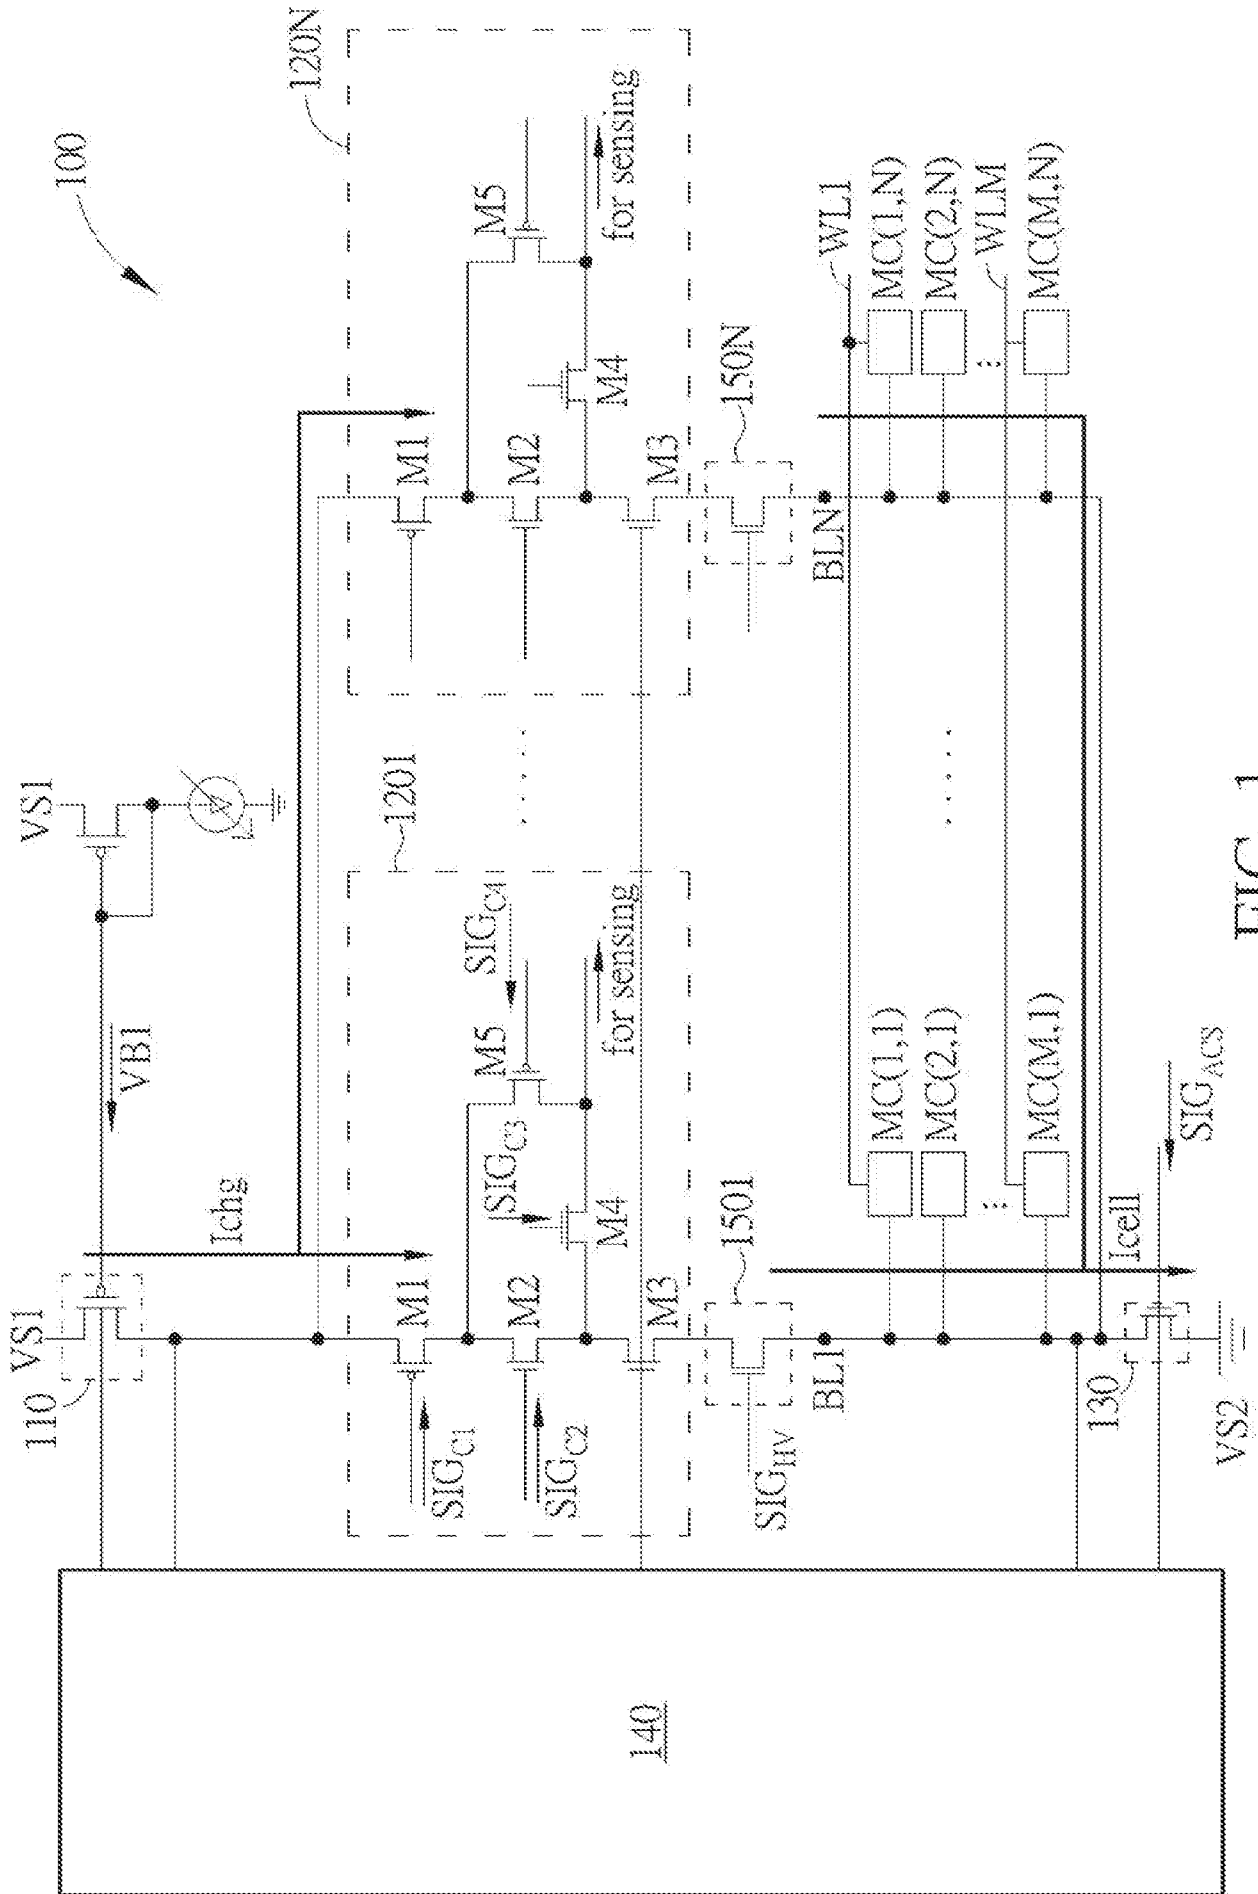 100
VS1
VS1
110
VB1
Ichg
1201
120N
M1
M1
SIGC1
M5
SIGC4
M5
SIGC3
M2
M2
SIGC2
M4
M4
for sensing
for sensing
M3
M3
140
1501
150N
SIGHV
BL1
BLN
WL1
MC(1,1)
MC(1,N)
MC(2,1)
MC(2,N)
WLM
MC(M,1)
MC(M,N)
Icell
130
SIGACS
VS2
FIG. 1